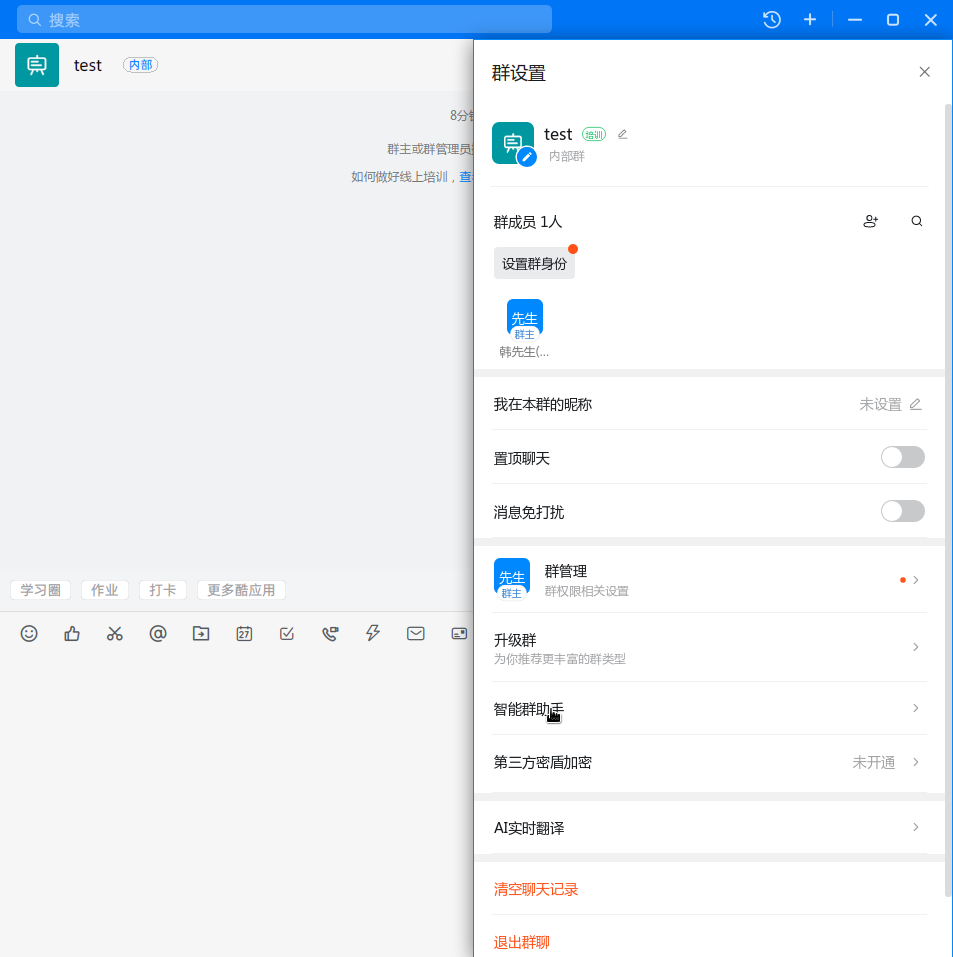 搜索
test 内部
8分
群主或群管理员
如何做好线上培训，查
学习圈 作业 打卡 更多酷应用
27
群设置
test 培训
内部群
群成员 1人
设置群身份
先生
群主
韩先生(...
我在本群的昵称 未设置
置顶聊天
消息免打扰
先生
群主
群管理
群权限相关设置
升级群
为你推荐更丰富的群类型
智能群助手
第三方密盾加密 未开通
AI实时翻译
清空聊天记录
退出群聊